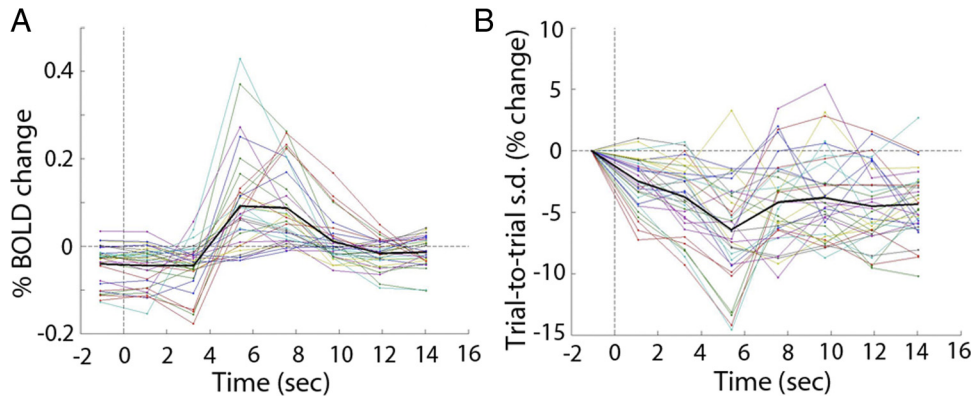 A
% BOLD change
0.4
0.2
0
-0.2
-2 0 2 4 6 8 10 12 14 16
Time (sec)
B
Trial-to-trial s.d. (% change)
10
5
0
-5
-10
-15
-2 0 2 4 6 8 10 12 14 16
Time (sec)